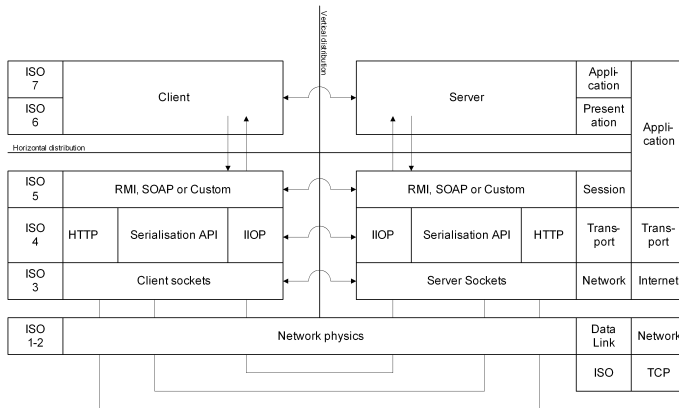 Vertical distribution
ISO
7
Client
Server
Appli-
cation
ISO
6
Present
ation
Appli-
cation
Horizontal distribution
ISO
5
RMI, SOAP or Custom
RMI, SOAP or Custom
Session
ISO
4
HTTP
Serialisation API
IIOP
IIOP
Serialisation API
HTTP
Trans-
port
Trans-
port
ISO
3
Client sockets
Server Sockets
Network
Internet
ISO
1-2
Network physics
Data
Link
Network
ISO
TCP